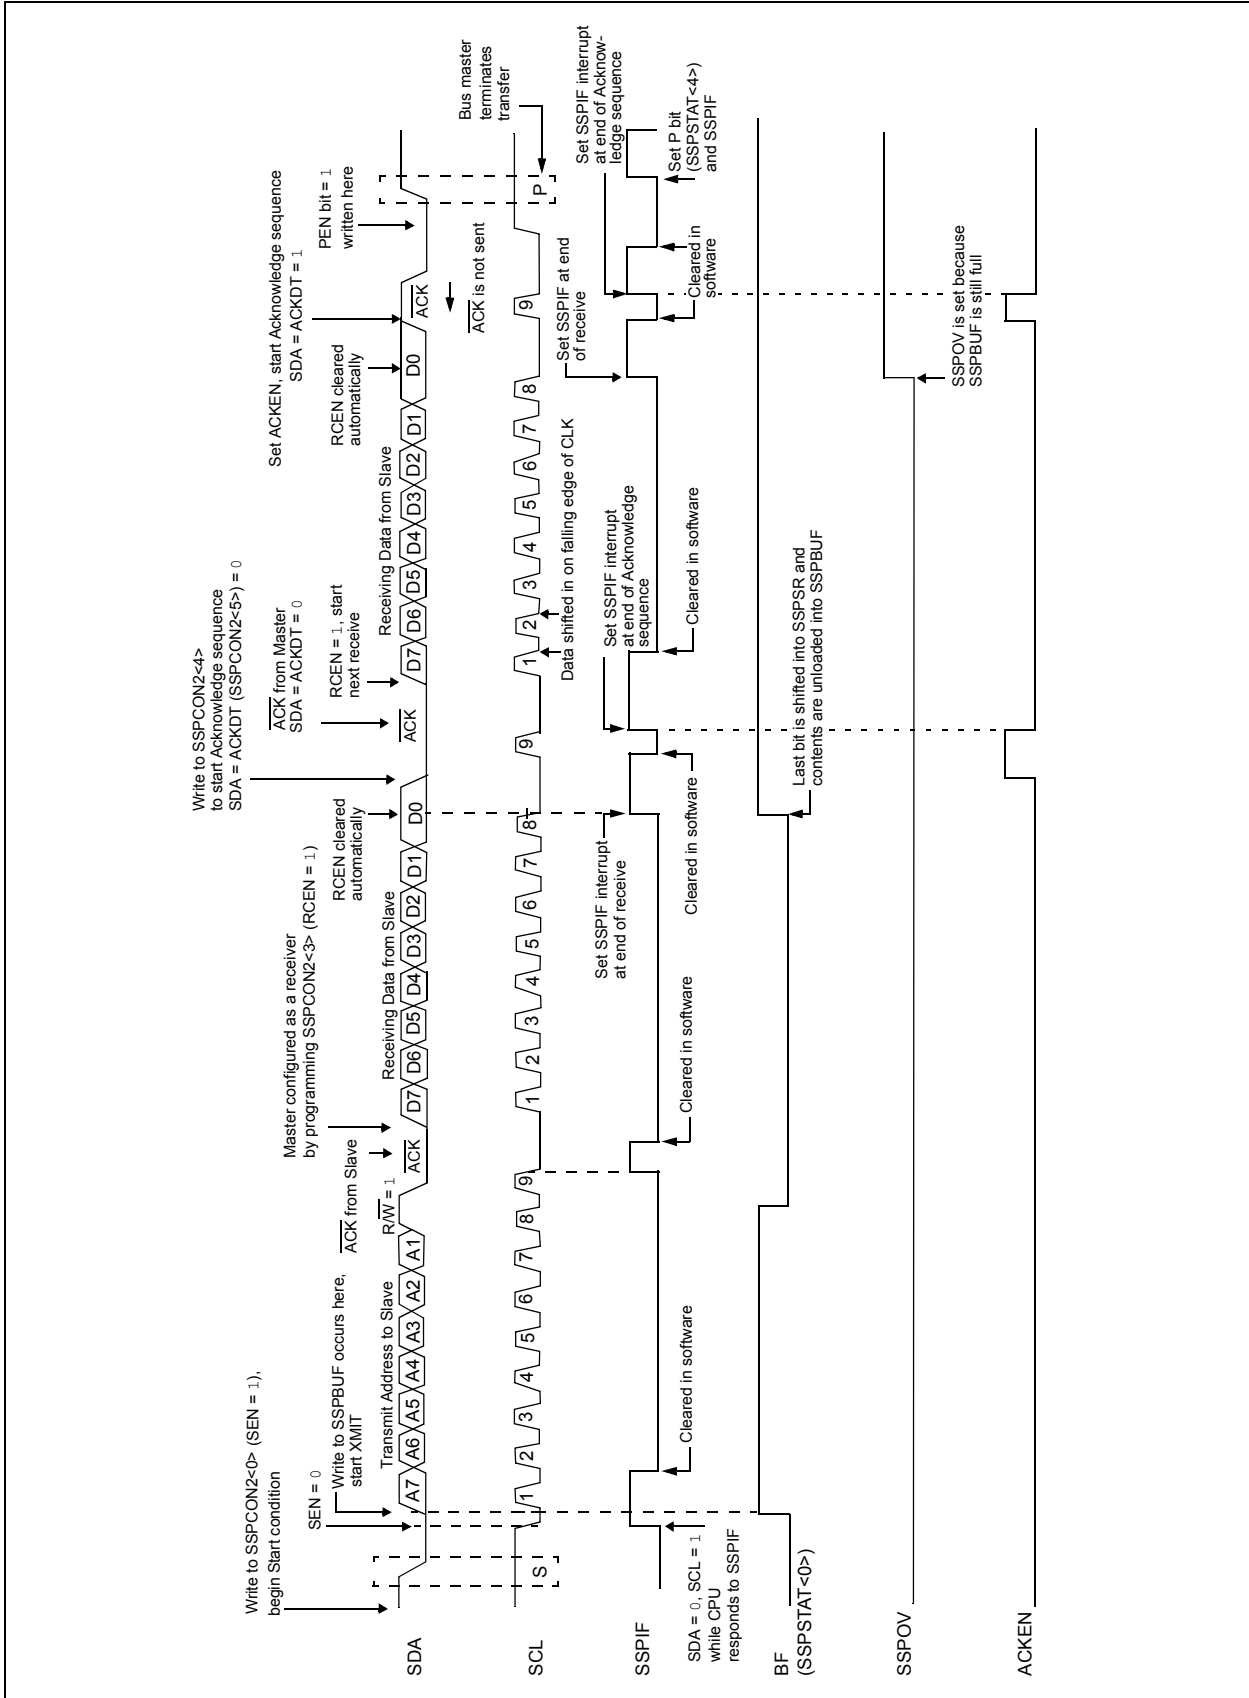 Write to SSPCON2<0> (SEN = 1),
begin Start condition
SEN = 0
Write to SSPBUF occurs here,
start XMIT
Transmit Address to Slave
R/W = 1
ACK from Slave
Master configured as a receiver
by programming SSPCON2<3> (RCEN = 1)
Receiving Data from Slave
RCEN cleared
automatically
Write to SSPCON2<4>
to start Acknowledge sequence
SDA = ACKDT (SSPCON2<5>) = 0
ACK from Master
SDA = ACKDT = 0
RCEN = 1, start
next receive
Receiving Data from Slave
RCEN cleared
automatically
Set ACKEN, start Acknowledge sequence
SDA = ACKDT = 1
PEN bit = 1
written here
Bus master
terminates
transfer
SDA
A7 A6 A5 A4 A3 A2 A1
ACK
D7 D6 D5 D4 D3 D2 D1 D0
ACK
D7 D6 D5 D4 D3 D2 D1 D0
ACK
ACK is not sent
SCL
S
1 2 3 4 5 6 7 8 9
1 2 3 4 5 6 7 8
9
1 2 3 4 5 6 7 8
9
P
Data shifted in on falling edge of CLK
SSPIF
SDA = 0, SCL = 1
while CPU
responds to SSPIF
Cleared in software
Cleared in software
Set SSPIF interrupt
at end of receive
Cleared in software
Set SSPIF interrupt
at end of Acknowledge
sequence
Cleared in software
Set SSPIF at end
of receive
Cleared in
software
Set SSPIF interrupt
at end of Acknow-
ledge sequence
Set P bit
(SSPSTAT<4>)
and SSPIF
BF
(SSPSTAT<0>)
Last bit is shifted into SSPSR and
contents are unloaded into SSPBUF
SSPOV
SSPOV is set because
SSPBUF is still full
ACKEN